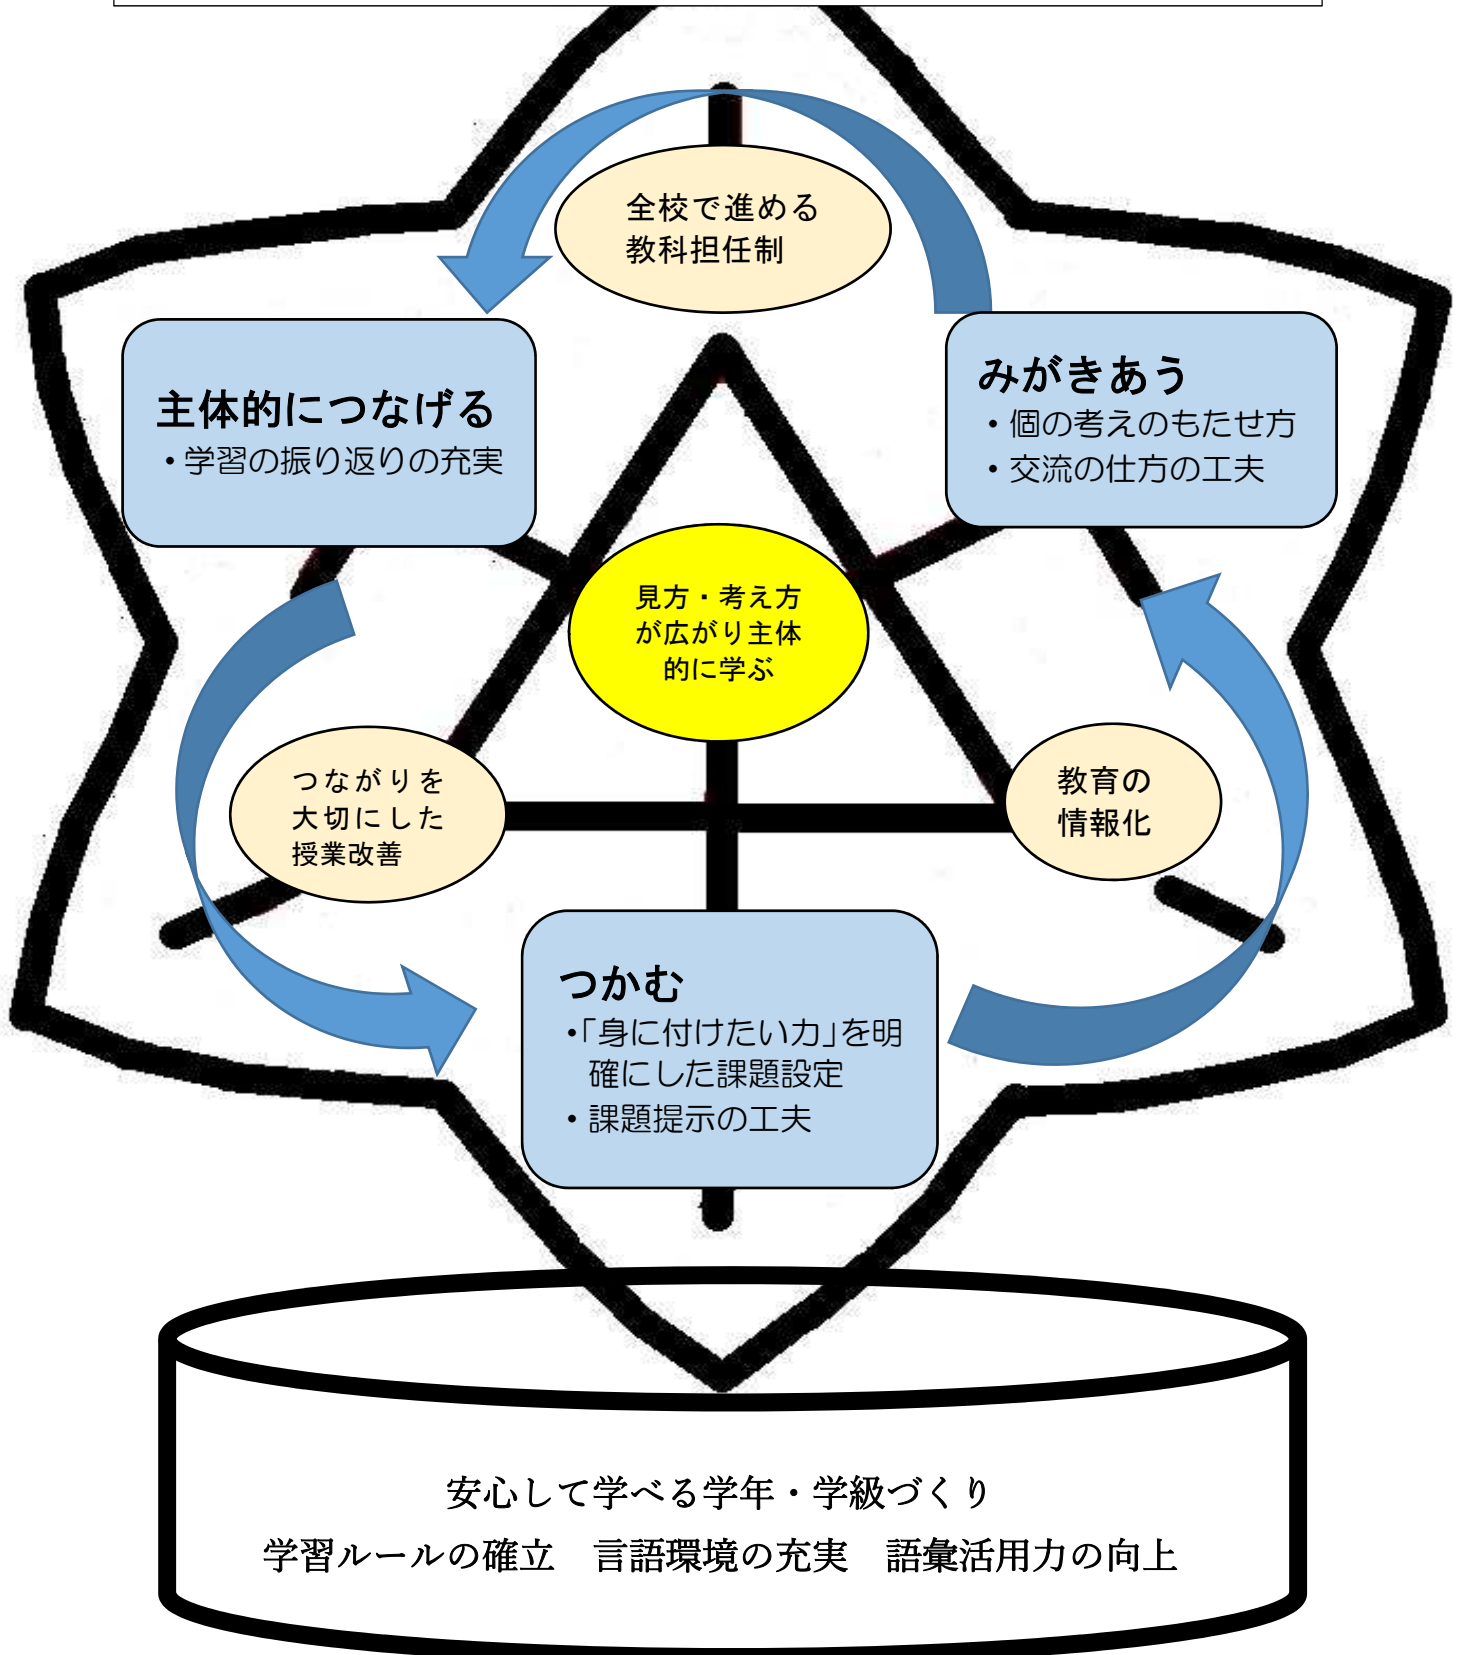 全校で進める
教科担任制
主体的につなげる
・学習の振り返りの充実
みがきあう
・個の考えのもたせ方
・交流の仕方の工夫
見方・考え方
が広がり主体
的に学ぶ
つながりを
大切にした
授業改善
教育の
情報化
つかむ
・「身に付けたい力」を明
確にした課題設定
・課題提示の工夫
安心して学べる学年・学級づくり
学習ルールの確立　言語環境の充実　語彙活用力の向上